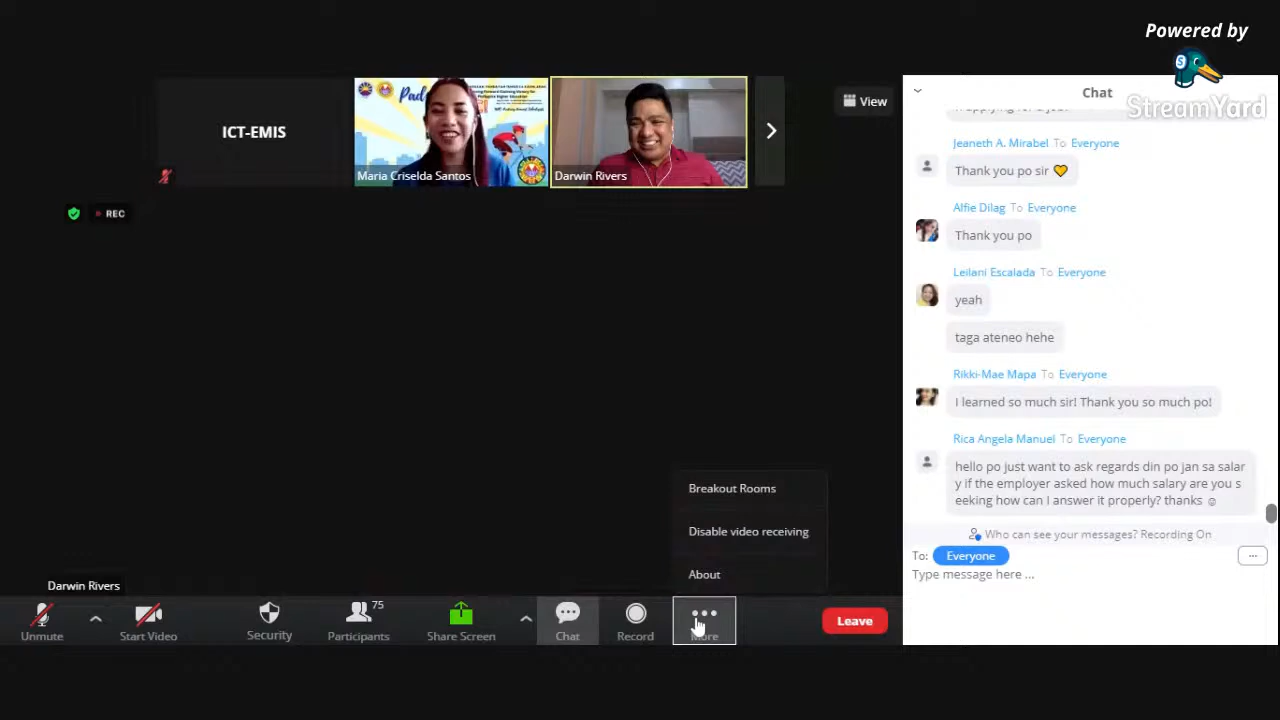 Powered by
StreamYard
ICT-EMIS
Maria Criselda Santos
Darwin Rivers
View
REC
Chat
Jeaneth A. Mirabel To Everyone
Thank you po sir 💛
Alfie Dilag To Everyone
Thank you po
Leilani Escalada To Everyone
yeah
taga ateneo hehe
Rikki-Mae Mapa To Everyone
I learned so much sir! Thank you so much po!
Rica Angela Manuel To Everyone
hello po just want to ask regards din po jan sa salar
y if the employer asked how much salary are you s
eeking how can I answer it properly? thanks ☺
Who can see your messages? Recording On
To: Everyone
Type message here ...
Breakout Rooms
Disable video receiving
About
Darwin Rivers
Unmute
Start Video
Security
Participants 75
Share Screen
Chat
Record
More
Leave